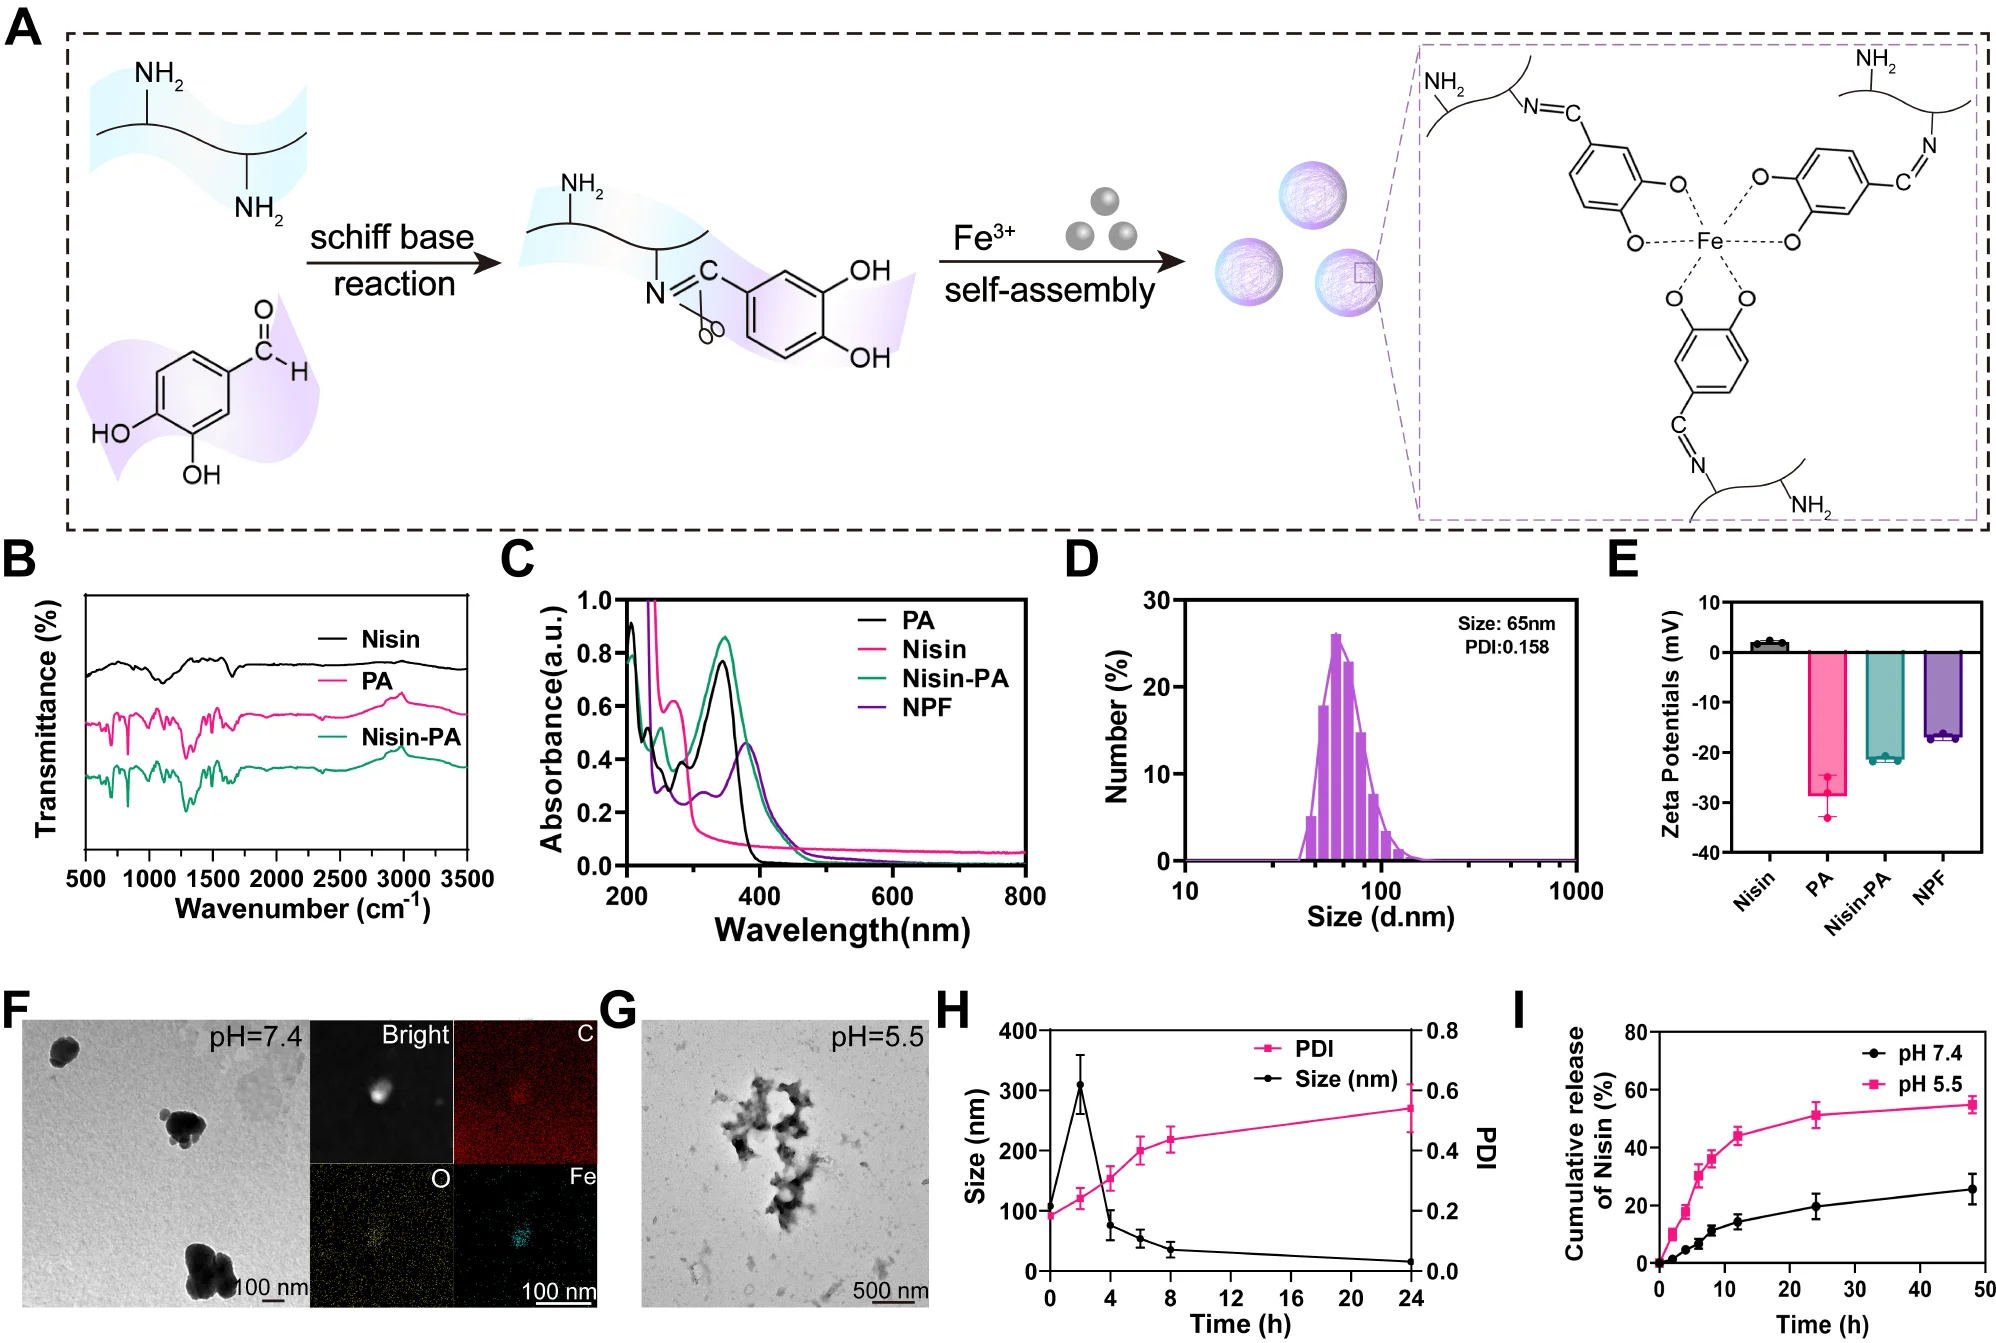 A
NH2
NH2
O
C
H
HO
OH
schiff base
reaction
NH2
N
C
OH
OH
Fe3+
self-assembly
NH2
N
C
O
O
Fe
NH2
N
C
O
O
O
O
C
N
NH2
B
Transmittance (%)
Nisin
PA
Nisin-PA
500 1000 1500 2000 2500 3000 3500
Wavenumber (cm-1)
C
Absorbance(a.u.)
1.0
0.8
0.6
0.4
0.2
0.0
PA
Nisin
Nisin-PA
NPF
200 400 600 800
Wavelength(nm)
D
Number (%)
30
20
10
0
Size: 65nm
PDI:0.158
10 100 1000
Size (d.nm)
E
Zeta Potentials (mV)
10
0
-10
-20
-30
-40
Nisin
PA
Nisin-PA
NPF
F
pH=7.4
100 nm
Bright
C
O
Fe
100 nm
G
pH=5.5
500 nm
H
Size (nm)
400
300
200
100
0
PDI
Size (nm)
0.8
0.6
0.4
0.2
0.0
PDI
0 4 8 12 16 20 24
Time (h)
I
Cumulative release
of Nisin (%)
80
60
40
20
0
pH 7.4
pH 5.5
0 10 20 30 40 50
Time (h)